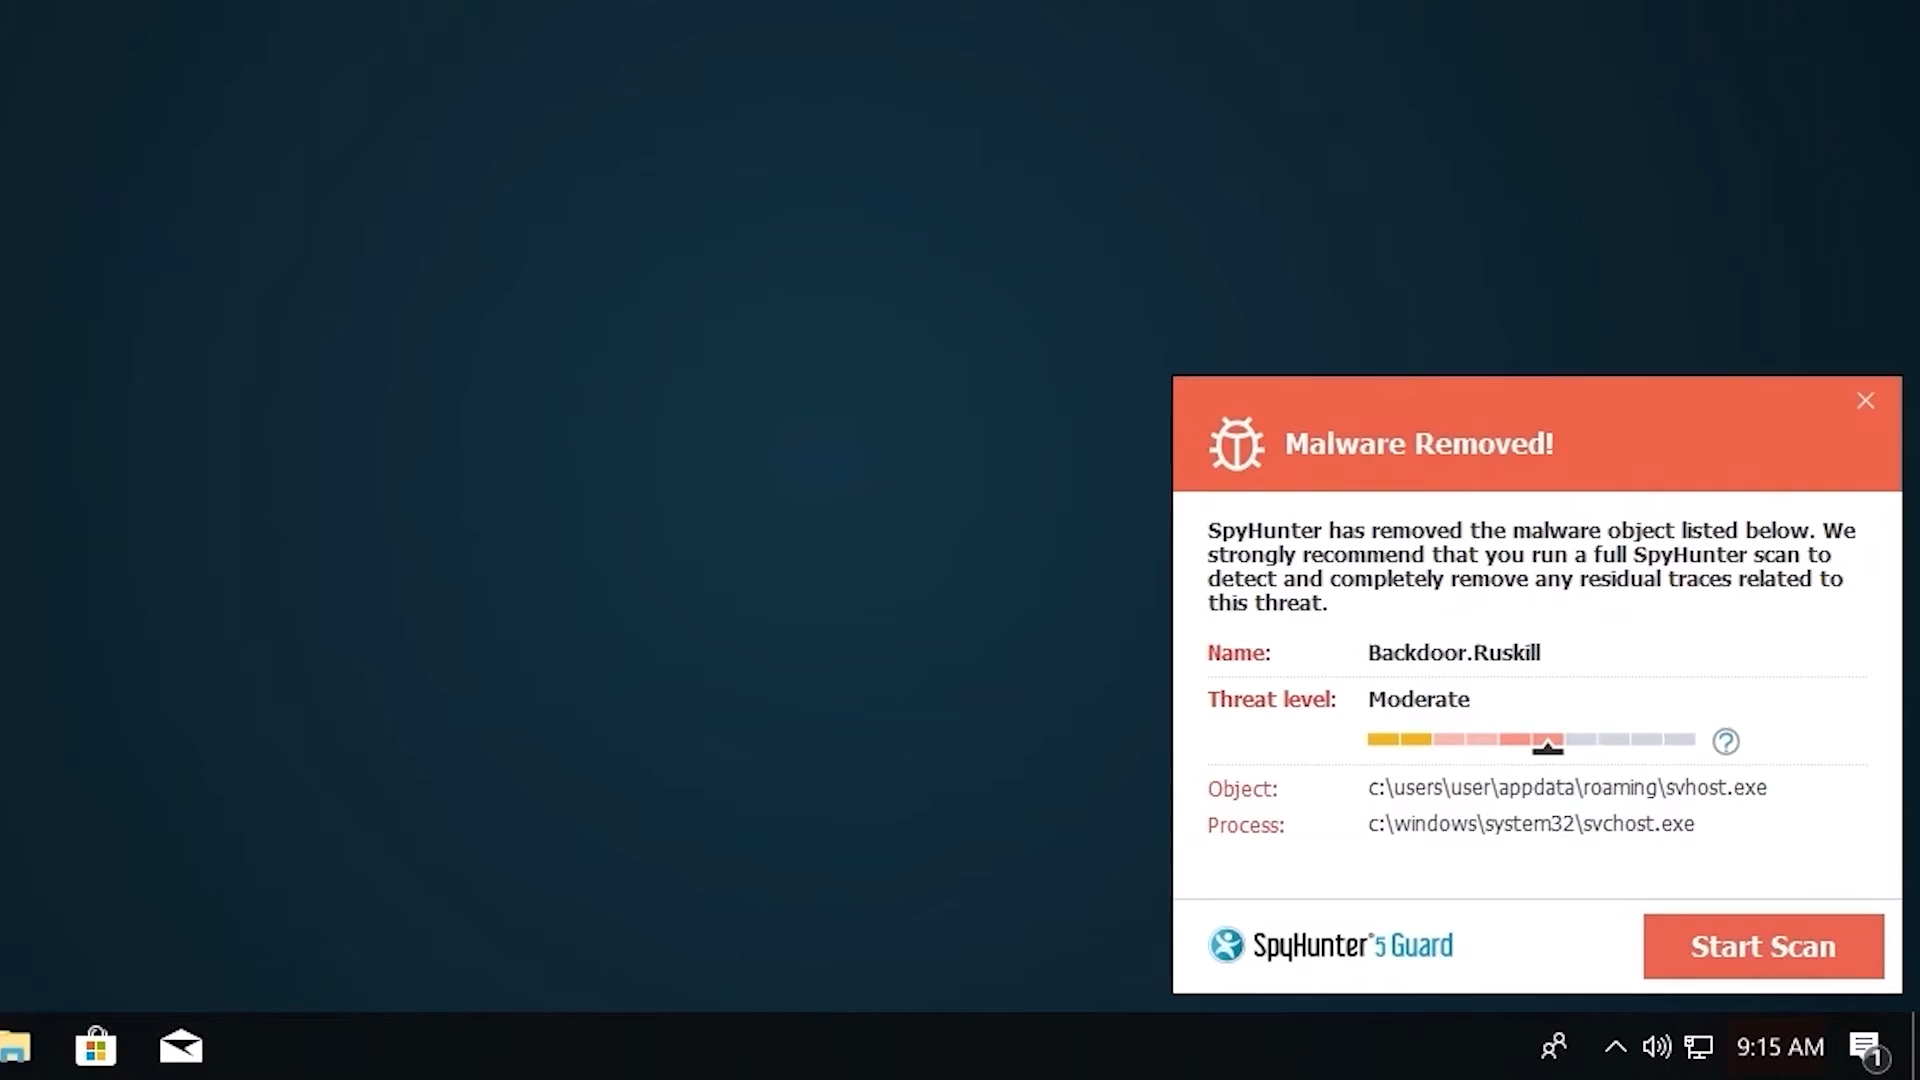 Malware Removed!
SpyHunter has removed the malware object listed below. We
strongly recommend that you run a full SpyHunter scan to
detect and completely remove any residual traces related to
this threat.
Name: Backdoor.Ruskill
Threat level: Moderate
?
Object: c:\users\user\appdata\roaming\svhost.exe
Process: c:\windows\system32\svchost.exe
SpyHunter® 5 Guard
Start Scan
9:15 AM
1